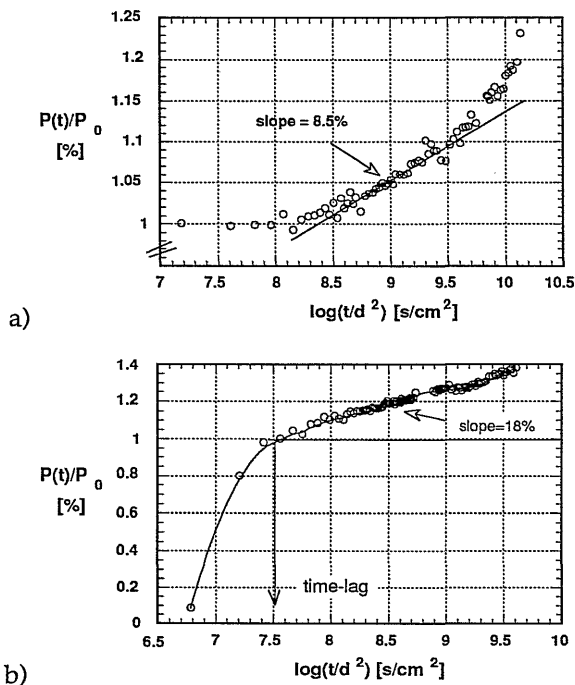 1.25
1.2
1.15
1.1
1.05
1
0.97
P(t)/P 0
[%]
slope = 8.5%
7 7.5 8 8.5 9 9.5 10 10.5
log(t/d 2 ) [s/cm 2 ]
a)
1.4
1.2
1
0.8
0.6
0.4
0.2
0
P(t)/P 0
[%]
slope=18%
time-lag
6.5 7 7.5 8 8.5 9 9.5 10
log(t/d 2 ) [s/cm 2 ]
b)